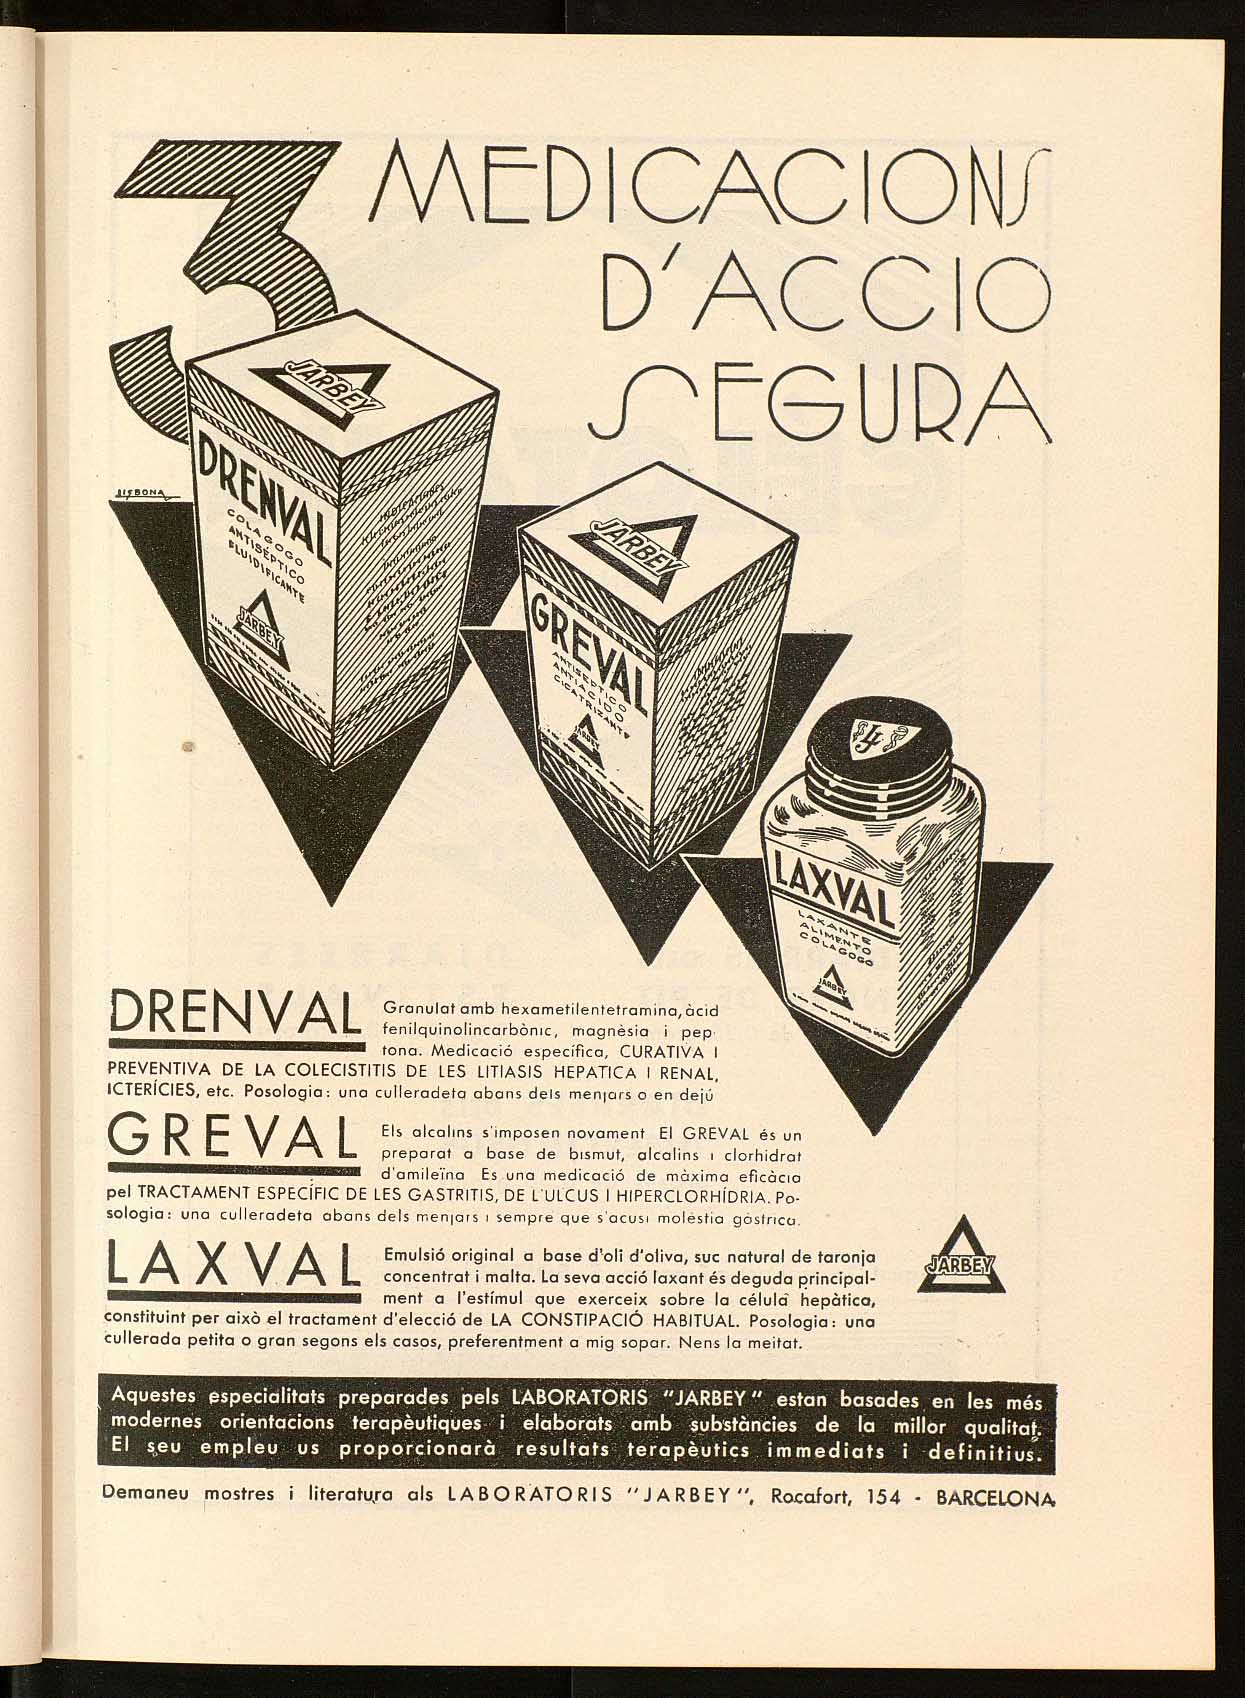 3 MEDICACIONS
D'ACCIO
SEGURA
LISBONA
JARBEY
DRENVAL
COLAGOGO
ANTISÉPTICO
FLUIDIFICANTE
JARBEY
JARBEY
GREVAL
ANTISEPTICO
ANTIACIDO
CICATRIZANTE
JARBEY
LJ
LAXVAL
LAXANTE
ALIMENTO
COLAGOGO
JARBEY
DRENVAL
Granulat amb hexametilentetramina, àcid
fenilquinolincarbònic, magnèsia i pep-
tona. Medicació específica, CURATIVA I
PREVENTIVA DE LA COLECISTITIS DE LES LITIASIS HEPATICA I RENAL,
ICTERÍCIES, etc. Posologia: una culleradeta abans dels menjars o en dejú
GREVAL
Els alcalins s'imposen novament El GREVAL és un
preparat a base de bismut, alcalins i clorhidrat
d'amileïna Es una medicació de màxima eficàcia
pel TRACTAMENT ESPECÍFIC DE LES GASTRITIS, DE L'ULCUS I HIPERCLORHÍDRIA. Po-
sologia: una culleradeta abans dels menjars i sempre que s'acusi molèstia gàstrica.
LAXVAL
Emulsió original a base d'oli d'oliva, suc natural de taronja
concentrat i malta. La seva acció laxant és deguda principal-
ment a l'estímul que exerceix sobre la célula hepàtica,
constituint per això el tractament d'elecció de LA CONSTIPACIÓ HABITUAL. Posologia: una
cullerada petita o gran segons els casos, preferentment a mig sopar. Nens la meitat.
JARBEY
Aquestes especialitats preparades pels LABORATORIS "JARBEY" estan basades en les més
modernes orientacions terapèutiques i elaborats amb substàncies de la millor qualitat.
El seu empleu us proporcionarà resultats terapèutics immediats i definitius.
Demaneu mostres i literatura als LABORATORIS "JARBEY", Rocafort, 154 - BARCELONA